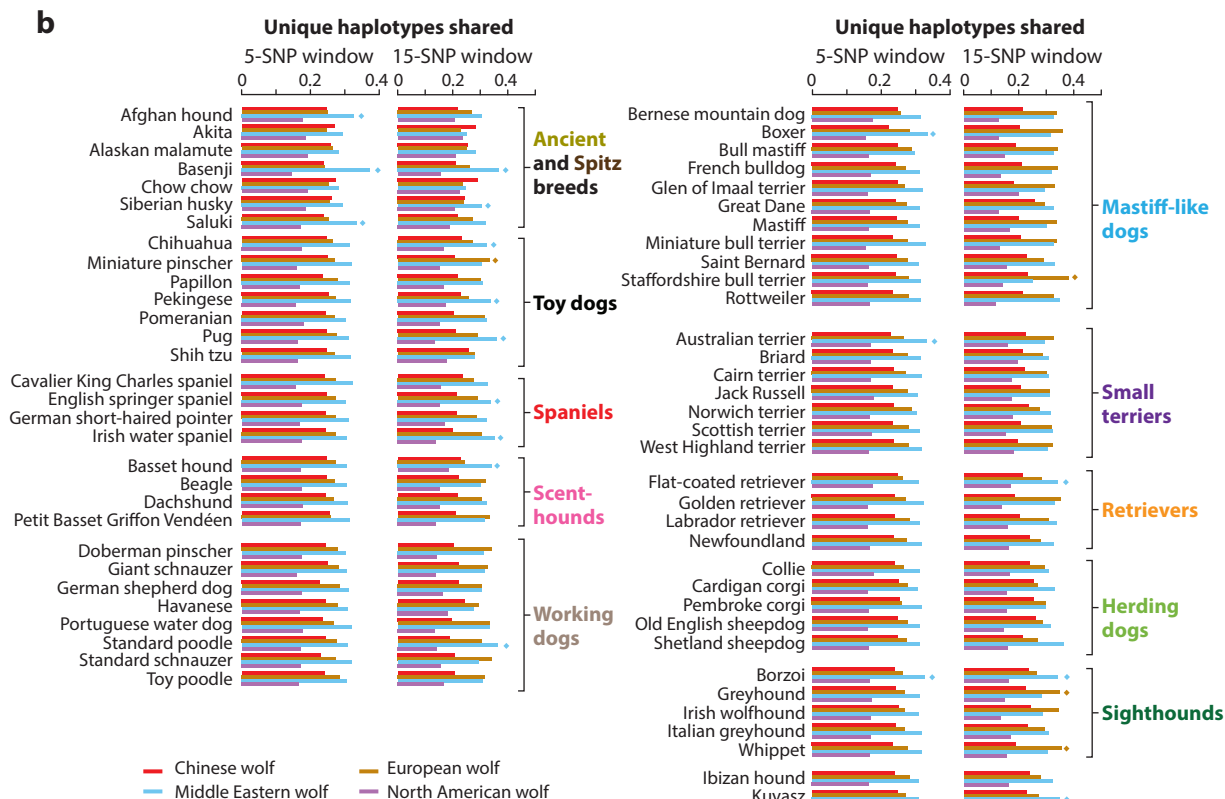 b
Unique haplotypes shared
5-SNP window 15-SNP window
0 0.2 0.4 0 0.2 0.4
Afghan hound
Akita
Alaskan malamute
Basenji
Chow chow
Siberian husky
Saluki
Ancient
and Spitz
breeds
Chihuahua
Miniature pinscher
Papillon
Pekingese
Pomeranian
Pug
Shih tzu
Toy dogs
Cavalier King Charles spaniel
English springer spaniel
German short-haired pointer
Irish water spaniel
Spaniels
Basset hound
Beagle
Dachshund
Petit Basset Griffon Vendéen
Scent-
hounds
Doberman pinscher
Giant schnauzer
German shepherd dog
Havanese
Portuguese water dog
Standard poodle
Standard schnauzer
Toy poodle
Working
dogs
Chinese wolf
European wolf
Middle Eastern wolf
North American wolf
Unique haplotypes shared
5-SNP window 15-SNP window
0 0.2 0.4 0 0.2 0.4
Bernese mountain dog
Boxer
Bull mastiff
French bulldog
Glen of Imaal terrier
Great Dane
Mastiff
Miniature bull terrier
Saint Bernard
Staffordshire bull terrier
Rottweiler
Mastiff-like
dogs
Australian terrier
Briard
Cairn terrier
Jack Russell
Norwich terrier
Scottish terrier
West Highland terrier
Small
terriers
Flat-coated retriever
Golden retriever
Labrador retriever
Newfoundland
Retrievers
Collie
Cardigan corgi
Pembroke corgi
Old English sheepdog
Shetland sheepdog
Herding
dogs
Borzoi
Greyhound
Irish wolfhound
Italian greyhound
Whippet
Sighthounds
Ibizan hound
Kuvasz